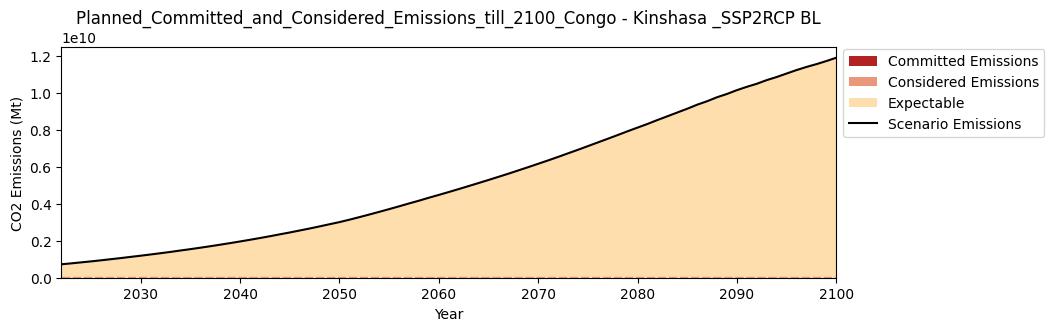 Planned_Committed_and_Considered_Emissions_till_2100_Congo - Kinshasa _SSP2RCP BL
1e10
1.2
1.0
0.8
0.6
0.4
0.2
0.0
CO2 Emissions (Mt)
2030 2040 2050 2060 2070 2080 2090 2100
Year
Committed Emissions
Considered Emissions
Expectable
Scenario Emissions